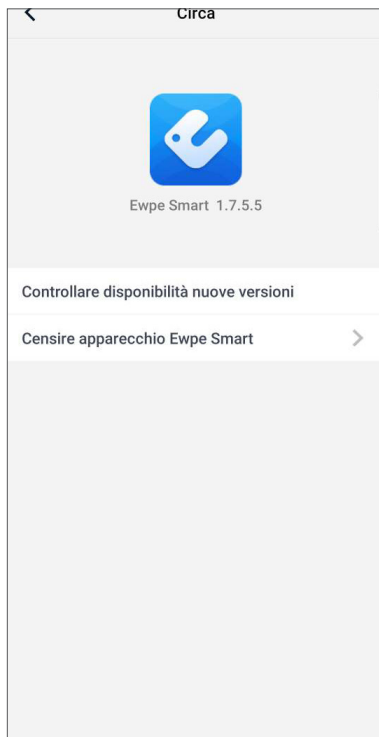 Circa
Ewpe Smart 1.7.5.5
Controllare disponibilità nuove versioni
Censire apparecchio Ewpe Smart